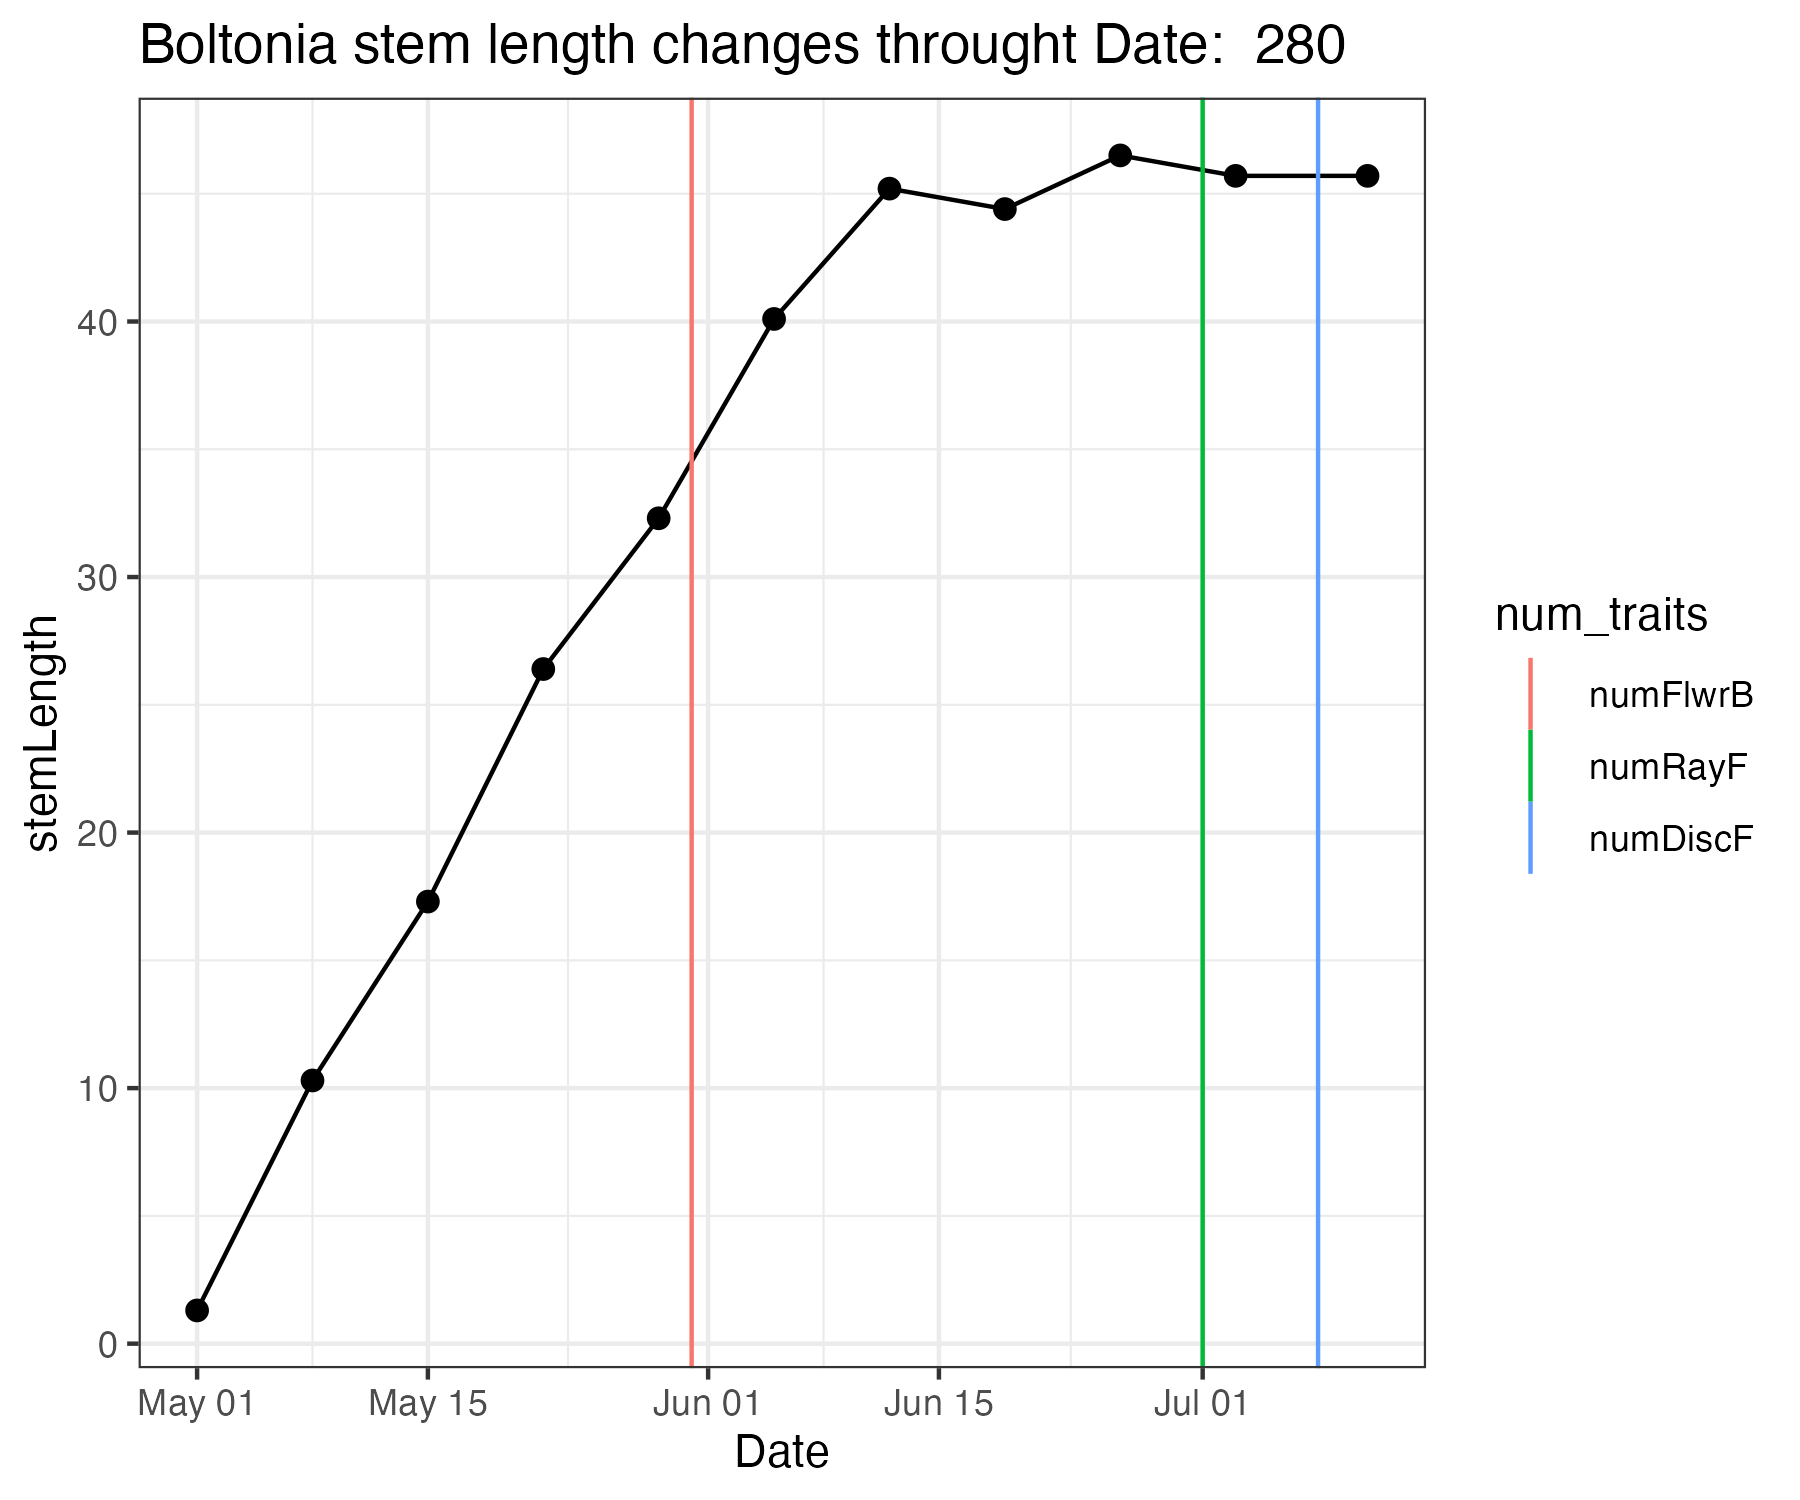 Boltonia stem length changes throught Date:  280
stemLength
40
30
20
10
0
May 01
May 15
Jun 01
Jun 15
Jul 01
Date
num_traits
numFlwrB
numRayF
numDiscF